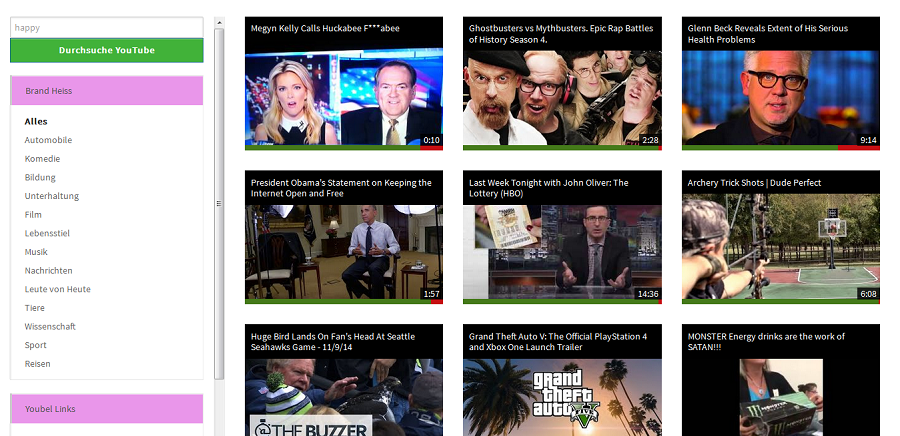 happy
Durchsuche YouTube
Brand Heiss
Alles
Automobile
Komedie
Bildung
Unterhaltung
Film
Lebensstiel
Musik
Nachrichten
Leute von Heute
Tiere
Wissenschaft
Sport
Reisen
Youbel Links
Megyn Kelly Calls Huckabee F***abee
0:10
Ghostbusters vs Mythbusters. Epic Rap Battles
of History Season 4.
2:28
Glenn Beck Reveals Extent of His Serious
Health Problems
9:14
President Obama's Statement on Keeping the
Internet Open and Free
1:57
Last Week Tonight with John Oliver: The
Lottery (HBO)
14:36
Archery Trick Shots | Dude Perfect
6:08
Huge Bird Lands On Fan's Head At Seattle
Seahawks Game - 11/9/14
@THE BUZZER
Grand Theft Auto V: The Official PlayStation 4
and Xbox One Launch Trailer
grand
theft
auto V
MONSTER Energy drinks are the work of
SATAN!!!
MONSTER